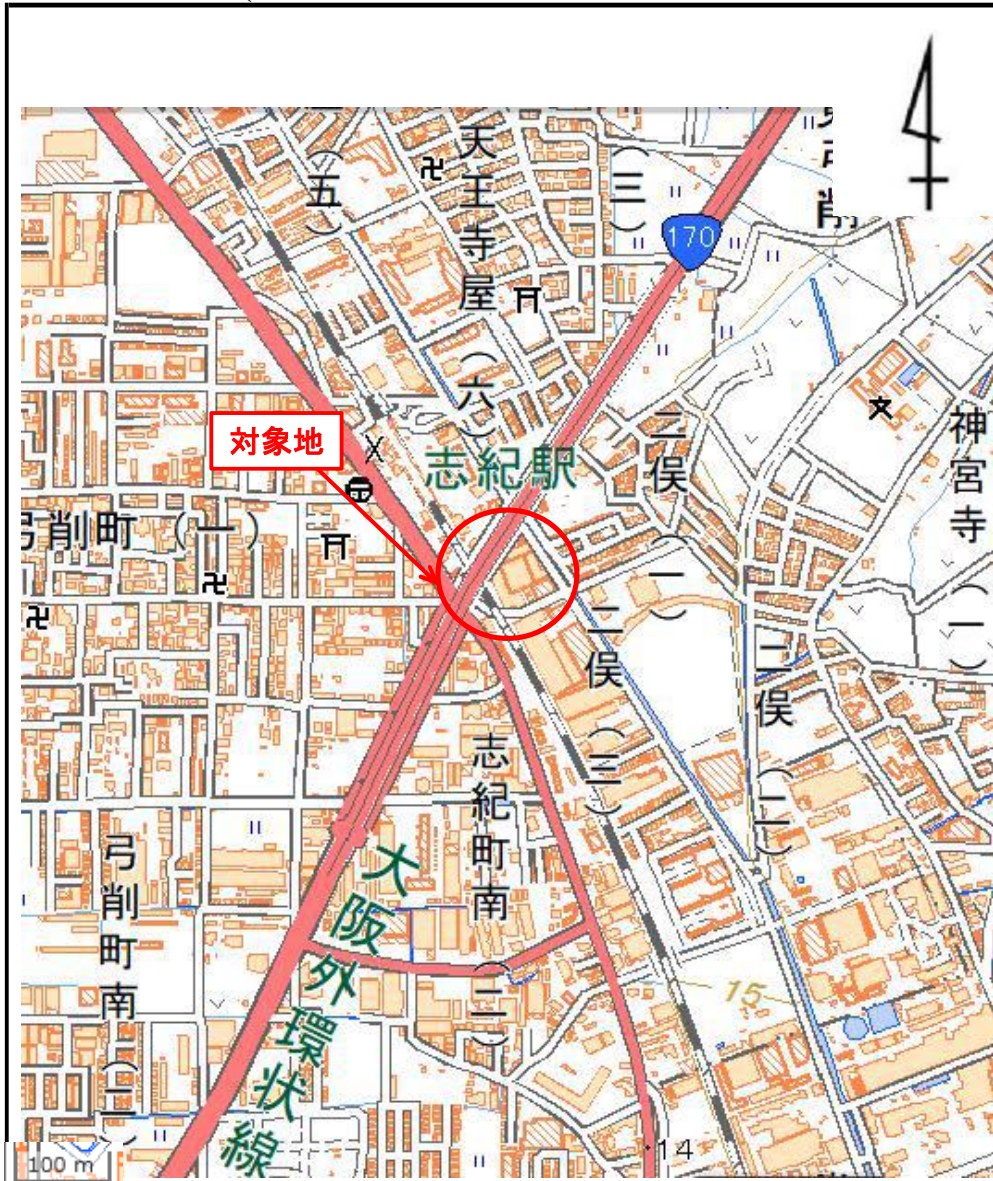 天王寺屋(六)
(五)
(三)
170
対象地
志紀駅
弓削町(一)
二俣(一)
神宮寺(一)
二俣(三)
二俣(二)
志紀町南(二)
大阪外環状線
弓削町南(二)
15
14
100 m